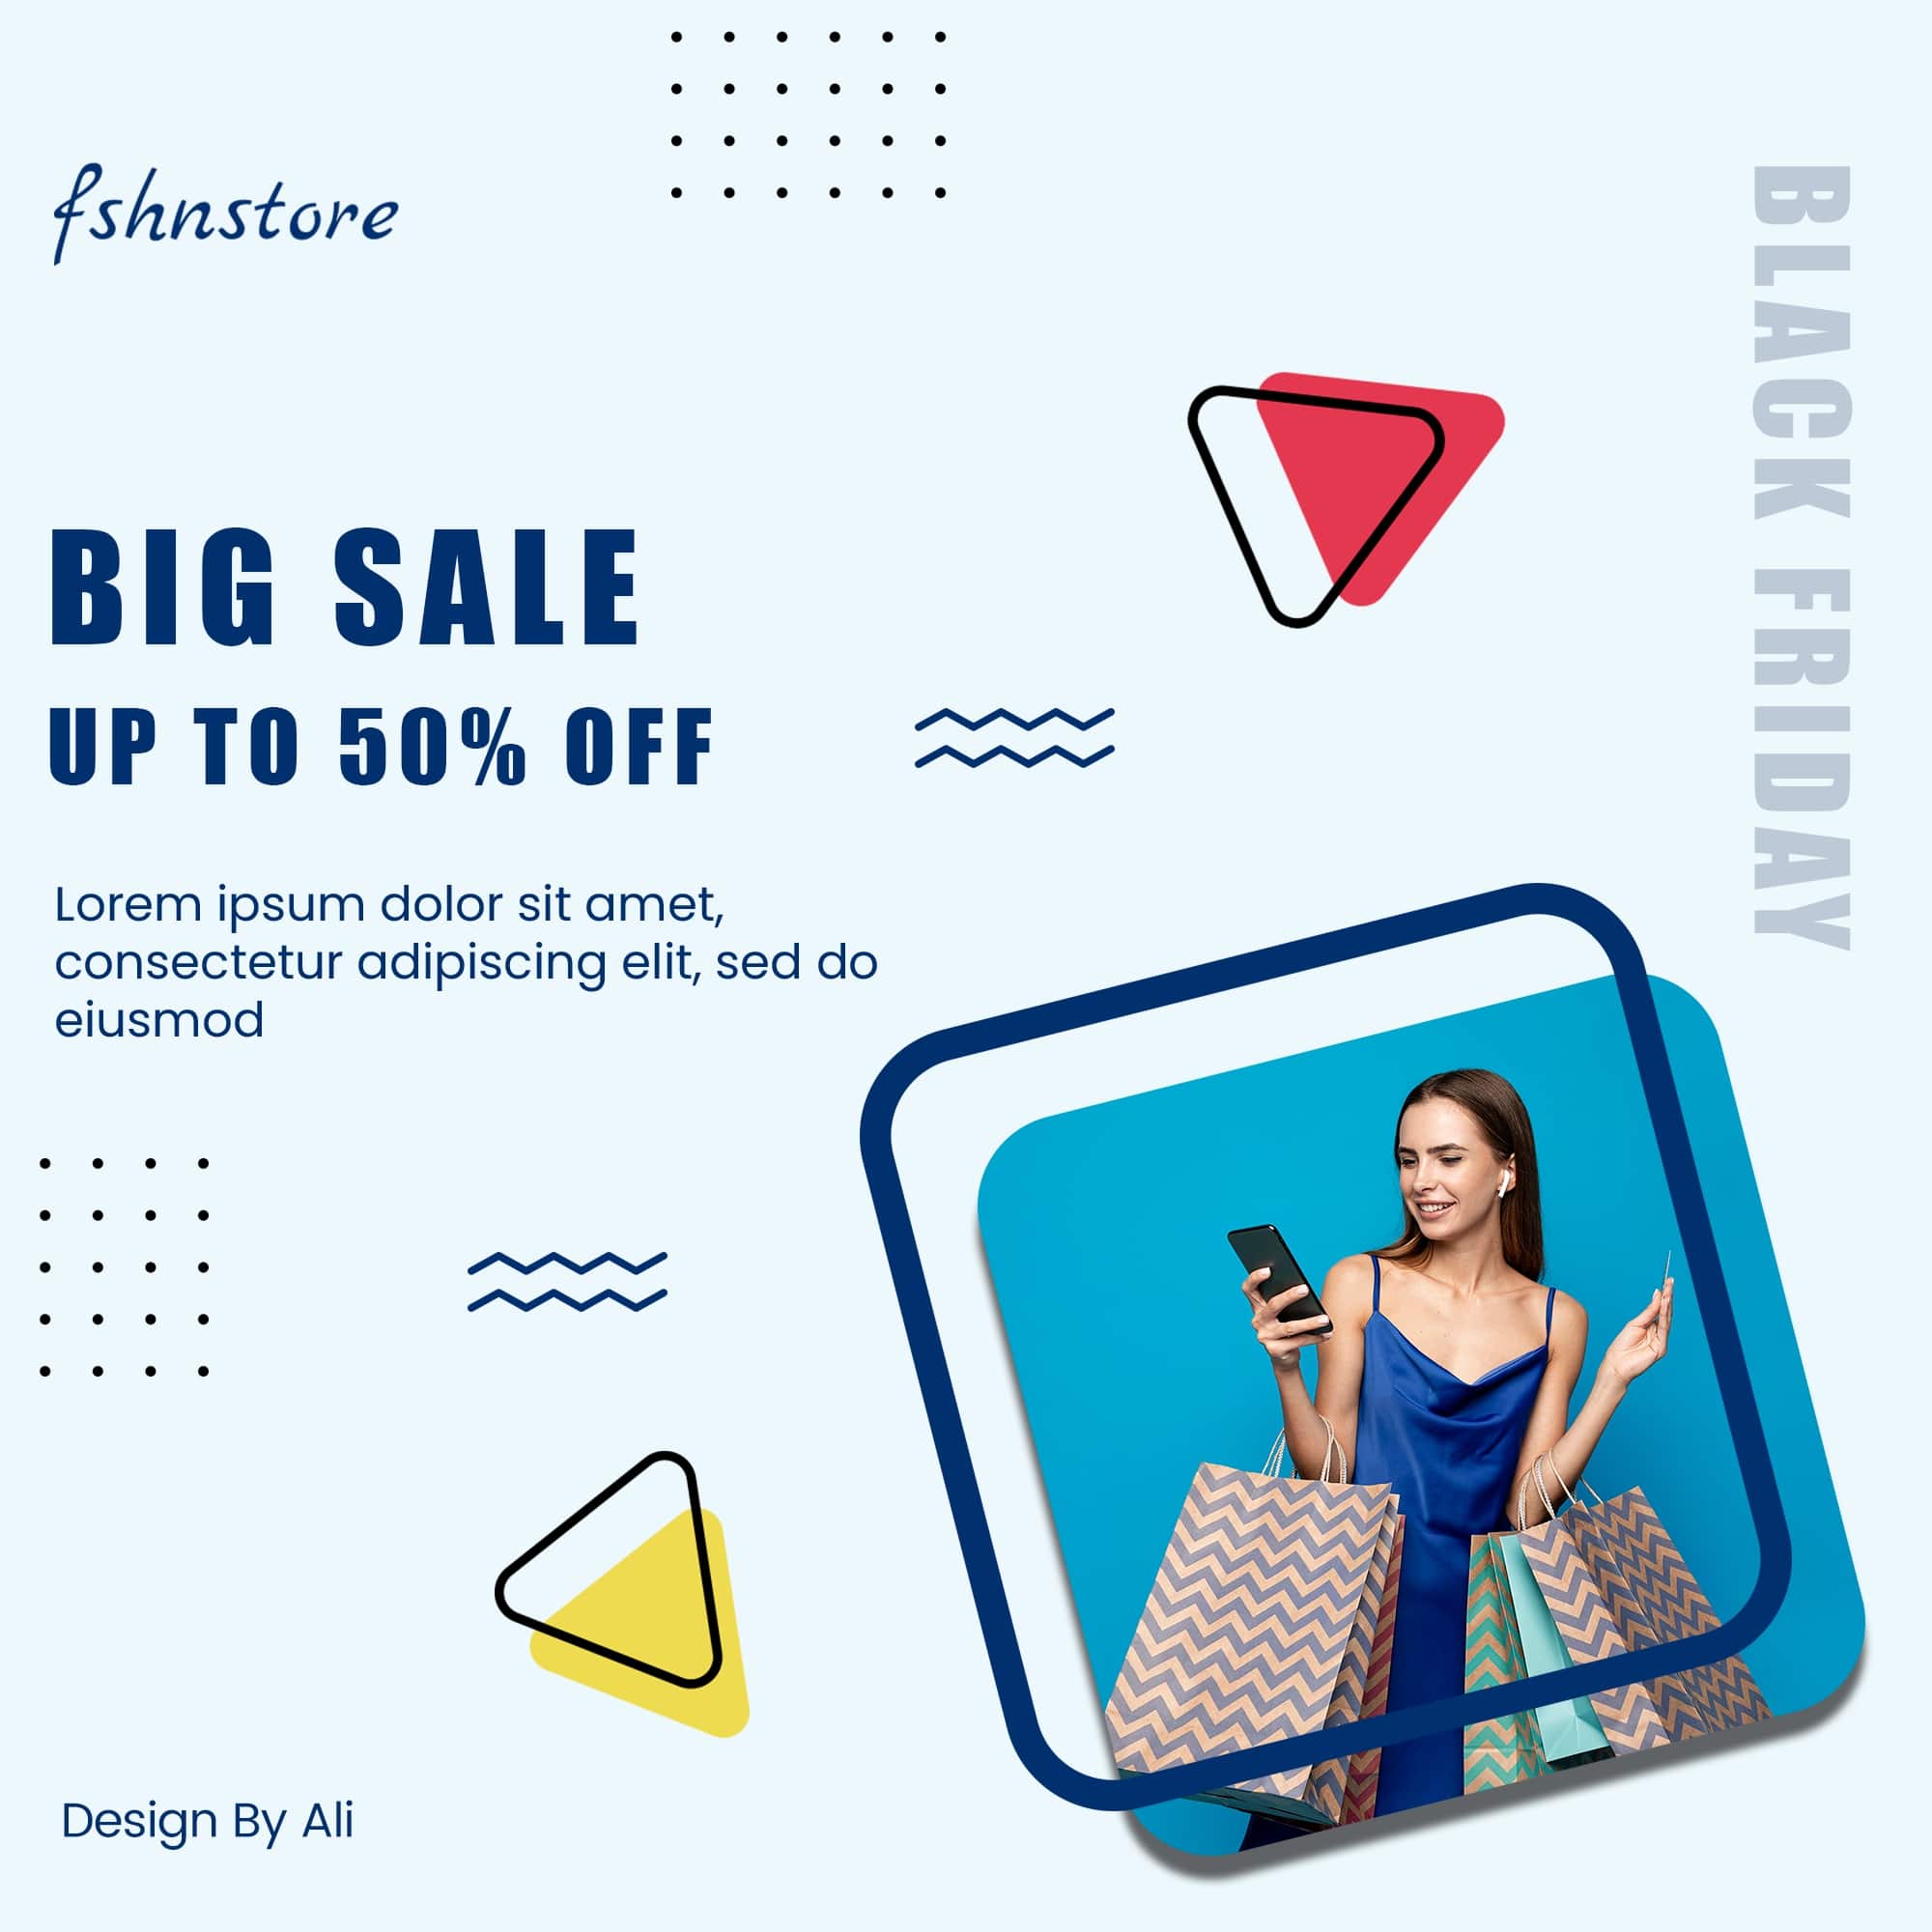 fshnstore
BLACK FRIDAY
BIG SALE
UP TO 50% OFF
Lorem ipsum dolor sit amet,
consectetur adipiscing elit, sed do
eiusmod
Design By Ali